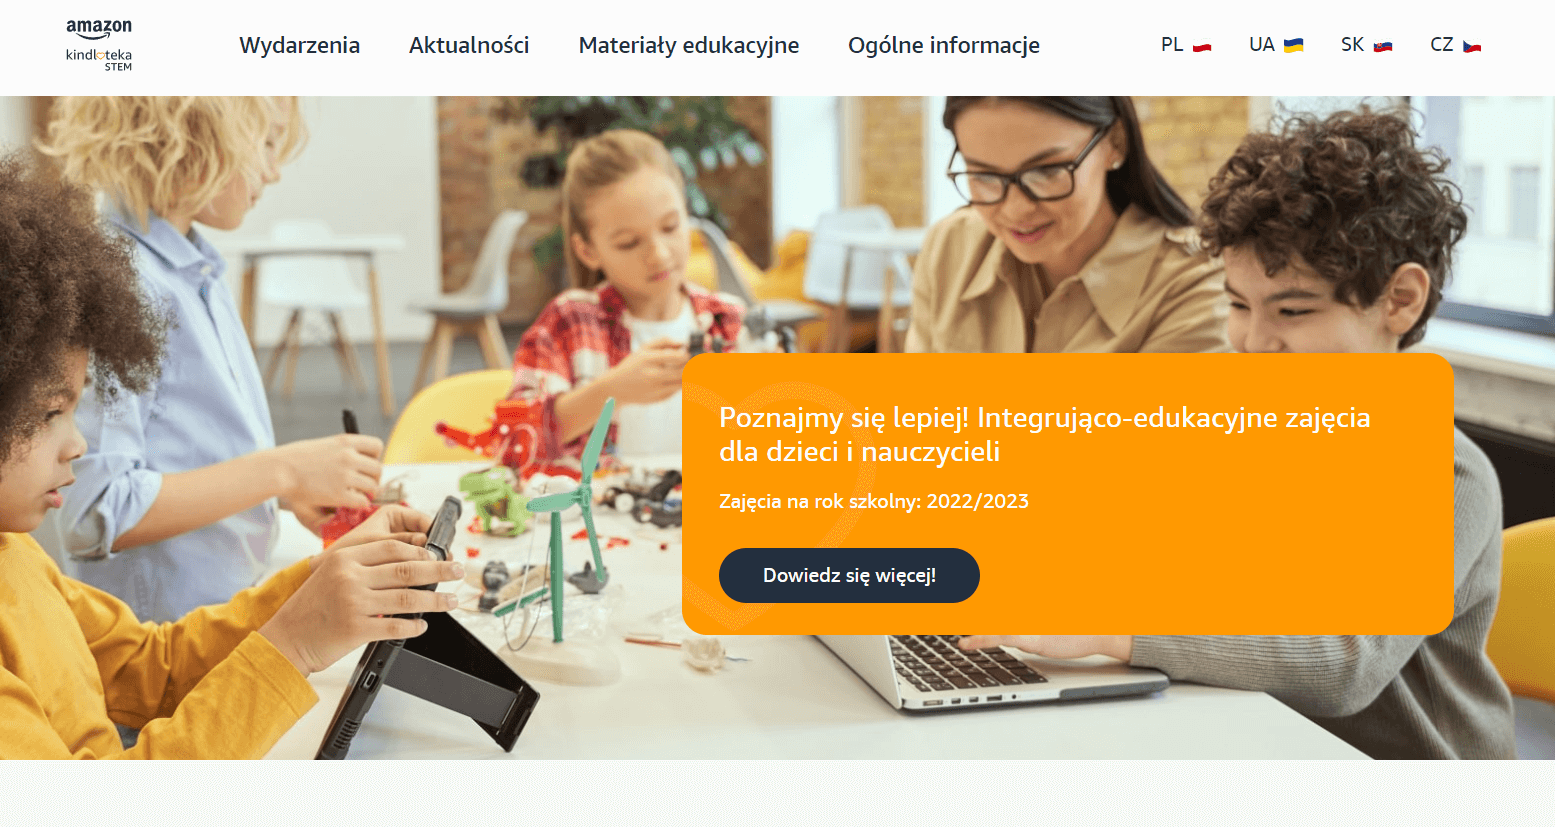 amazon
kindloteka
STEM
Wydarzenia
Aktualności
Materiały edukacyjne
Ogólne informacje
PL
UA
SK
CZ
Poznajmy się lepiej! Integrująco-edukacyjne zajęcia
dla dzieci i nauczycieli
Zajęcia na rok szkolny: 2022/2023
Dowiedz się więcej!